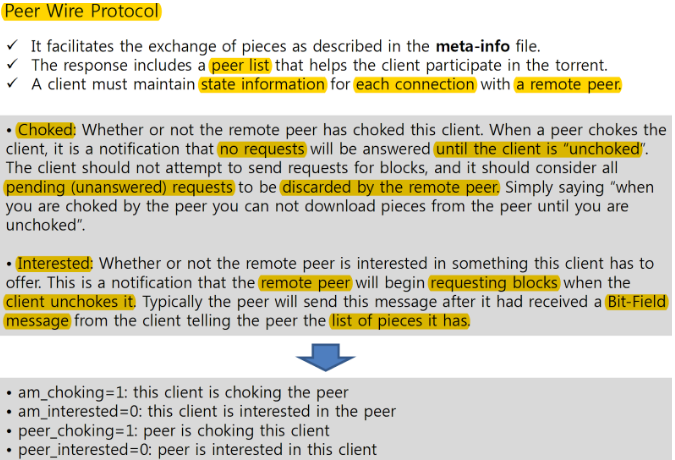 Peer Wire Protocol
✓ It facilitates the exchange of pieces as described in the meta-info file.
✓ The response includes a peer list that helps the client participate in the torrent.
✓ A client must maintain state information for each connection with a remote peer.
• Choked: Whether or not the remote peer has choked this client. When a peer chokes the
client, it is a notification that no requests will be answered until the client is “unchoked”.
The client should not attempt to send requests for blocks, and it should consider all
pending (unanswered) requests to be discarded by the remote peer. Simply saying “when
you are choked by the peer you can not download pieces from the peer until you are
unchoked”.
• Interested: Whether or not the remote peer is interested in something this client has to
offer. This is a notification that the remote peer will begin requesting blocks when the
client unchokes it. Typically the peer will send this message after it had received a Bit-Field
message from the client telling the peer the list of pieces it has.
• am_choking=1: this client is choking the peer
• am_interested=0: this client is interested in the peer
• peer_choking=1: peer is choking this client
• peer_interested=0: peer is interested in this client